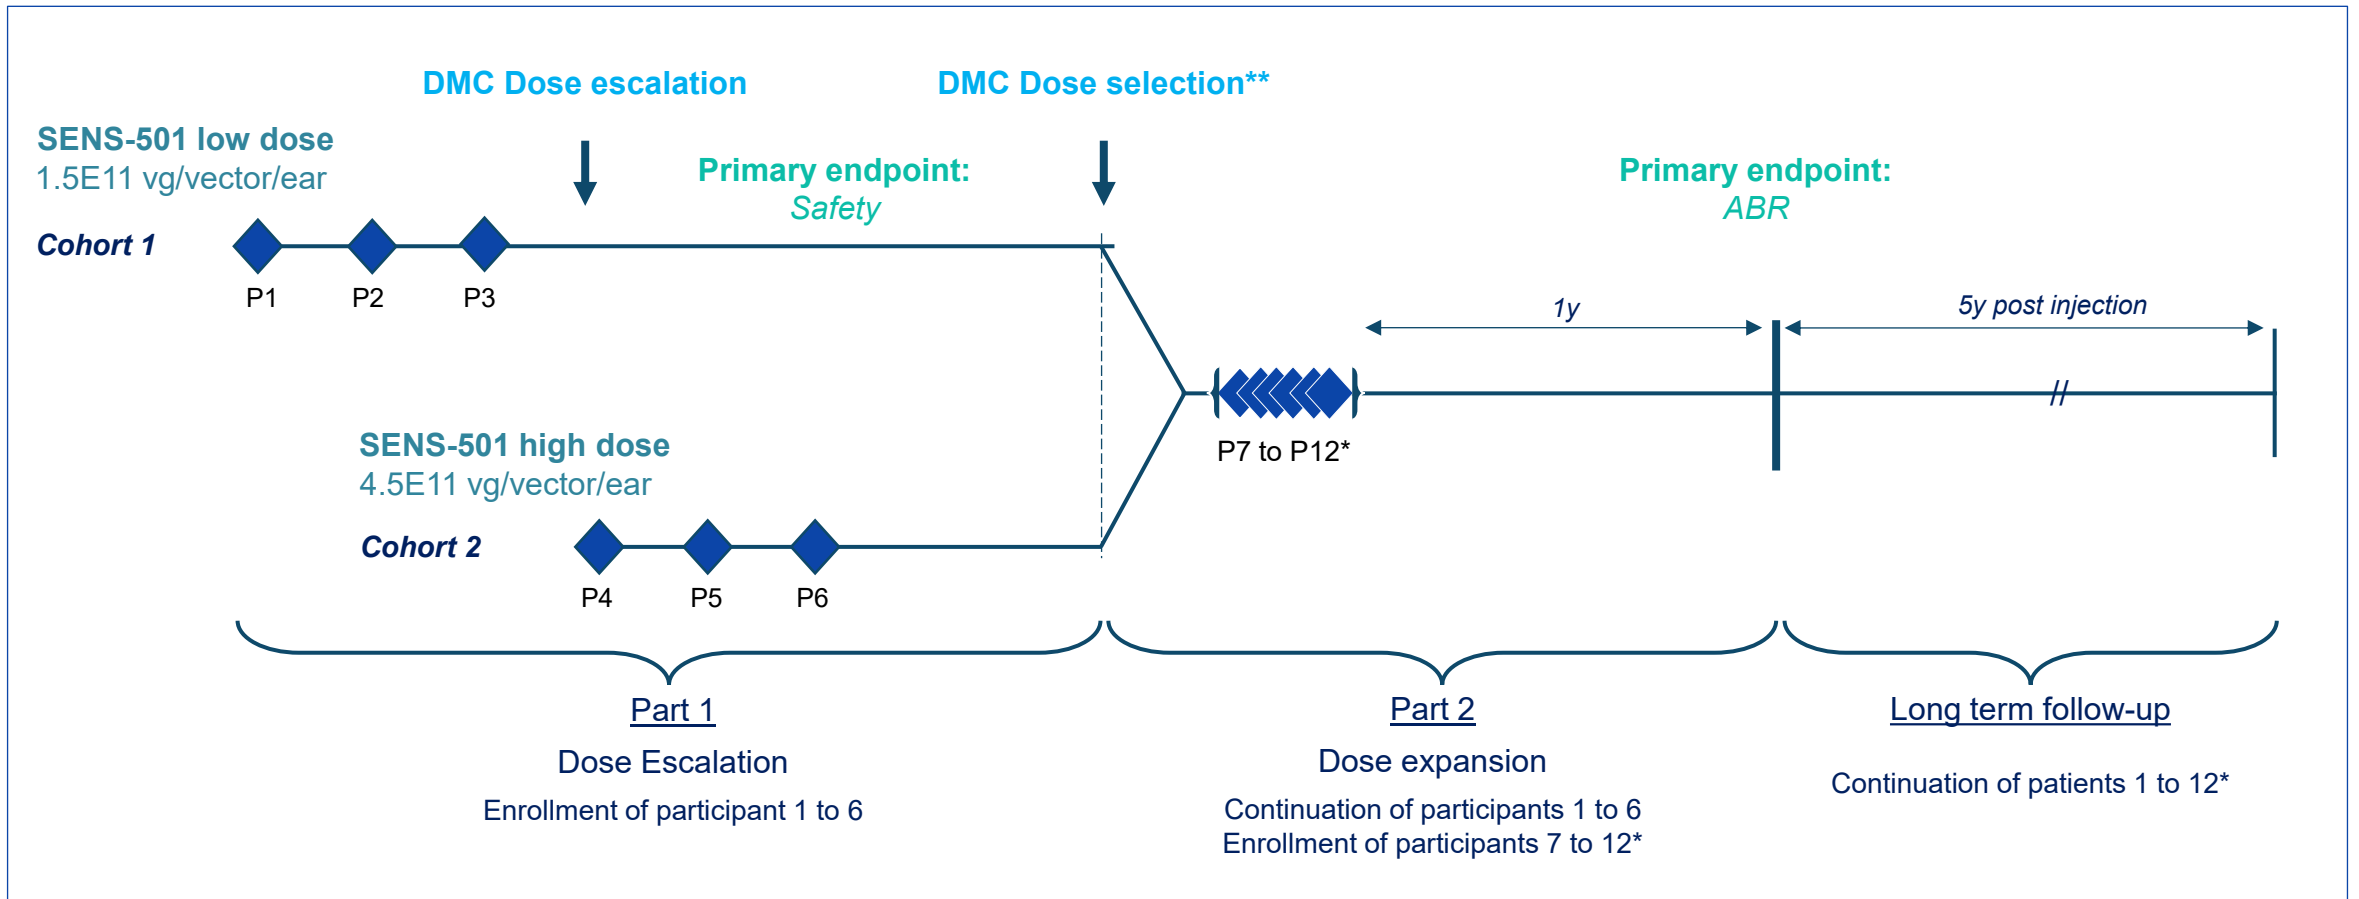 DMC Dose escalation
DMC Dose selection**
SENS-501 low dose
1.5E11 vg/vector/ear
Primary endpoint:
Safety
Primary endpoint:
ABR
Cohort 1
P1
P2
P3
1y
5y post injection
//
P7 to P12*
SENS-501 high dose
4.5E11 vg/vector/ear
Cohort 2
P4
P5
P6
Part 1
Dose Escalation
Enrollment of participant 1 to 6
Part 2
Dose expansion
Continuation of participants 1 to 6
Enrollment of participants 7 to 12*
Long term follow-up
Continuation of patients 1 to 12*